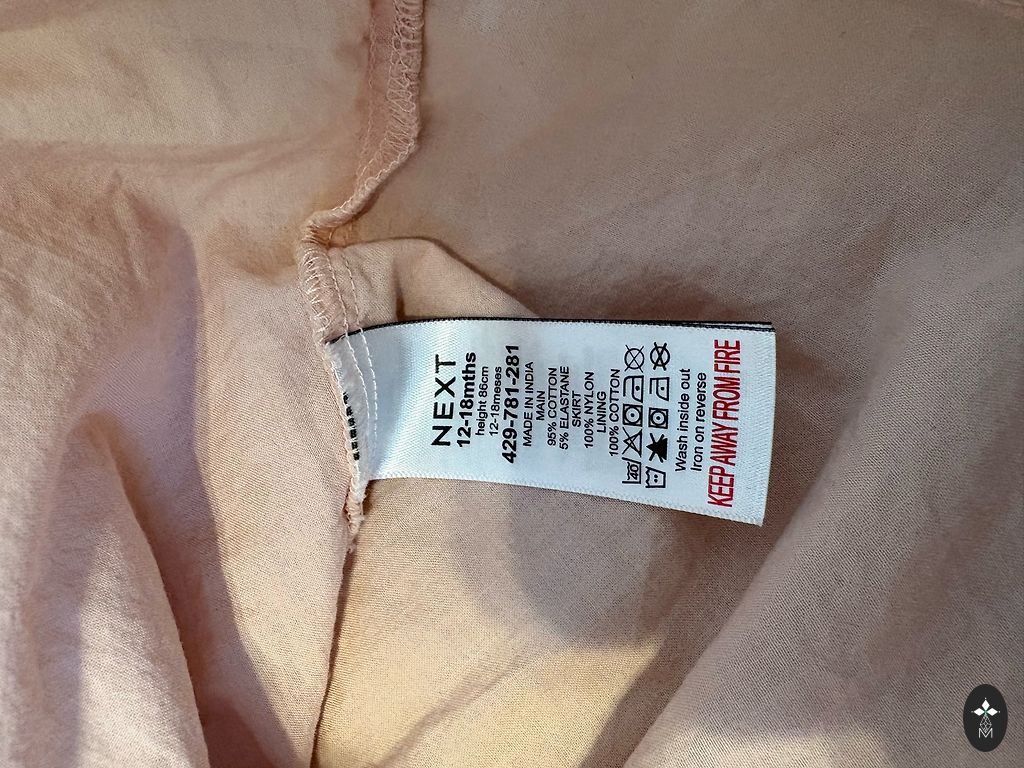 NEXT
12-18mths
height 86cm
12-18meses
429-781-281
MADE IN INDIA
MAIN
95% COTTON
5% ELASTANE
SKIRT
100% NYLON
LINING
100% COTTON
40
Wash inside out
Iron on reverse
KEEP AWAY FROM FIRE
M